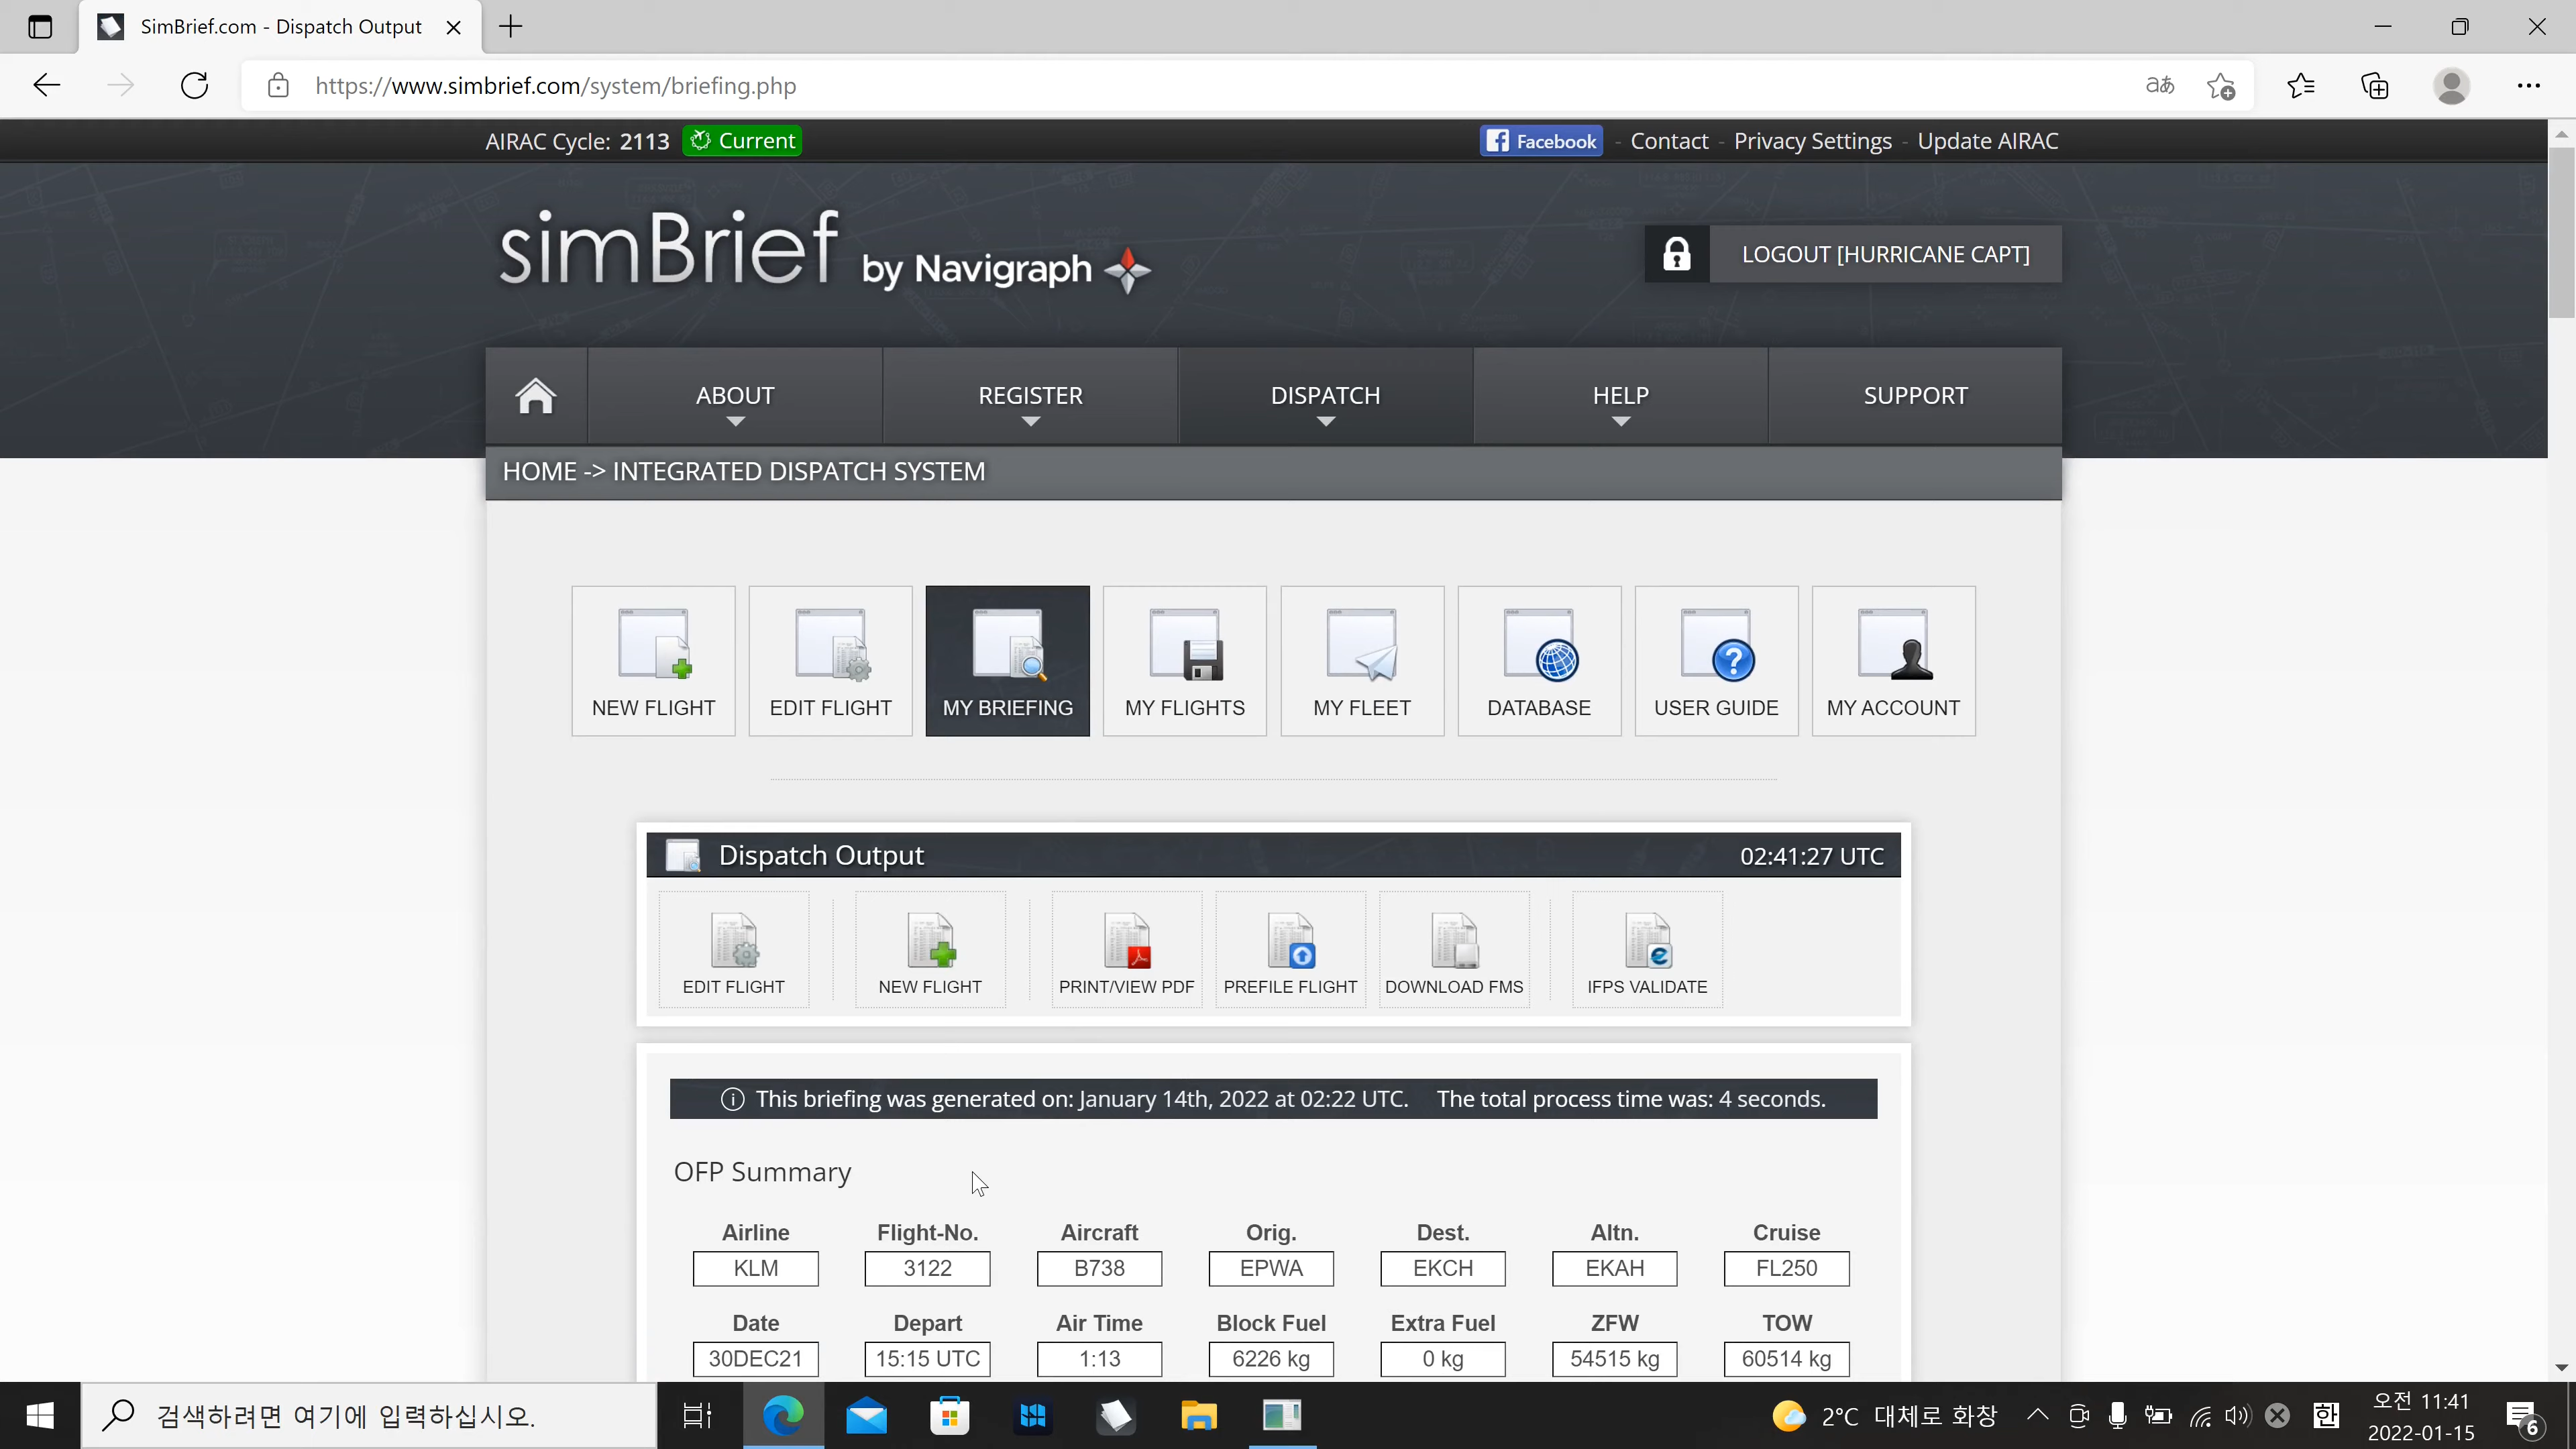 SimBrief.com - Dispatch Output
https://www.simbrief.com/system/briefing.php
aあ
AIRAC Cycle: 2113 Current
Facebook - Contact - Privacy Settings - Update AIRAC
simBrief by Navigraph
LOGOUT [HURRICANE CAPT]
ABOUT REGISTER DISPATCH HELP SUPPORT
HOME -> INTEGRATED DISPATCH SYSTEM
NEW FLIGHT EDIT FLIGHT MY BRIEFING MY FLIGHTS MY FLEET DATABASE USER GUIDE MY ACCOUNT
Dispatch Output 02:41:27 UTC
EDIT FLIGHT NEW FLIGHT PRINT/VIEW PDF PREFILE FLIGHT DOWNLOAD FMS IFPS VALIDATE
This briefing was generated on: January 14th, 2022 at 02:22 UTC. The total process time was: 4 seconds.
OFP Summary
Airline Flight-No. Aircraft Orig. Dest. Altn. Cruise
KLM 3122 B738 EPWA EKCH EKAH FL250
Date Depart Air Time Block Fuel Extra Fuel ZFW TOW
30DEC21 15:15 UTC 1:13 6226 kg 0 kg 54515 kg 60514 kg
검색하려면 여기에 입력하십시오.
2°C 대체로 화창
한
오전 11:41
2022-01-15
6